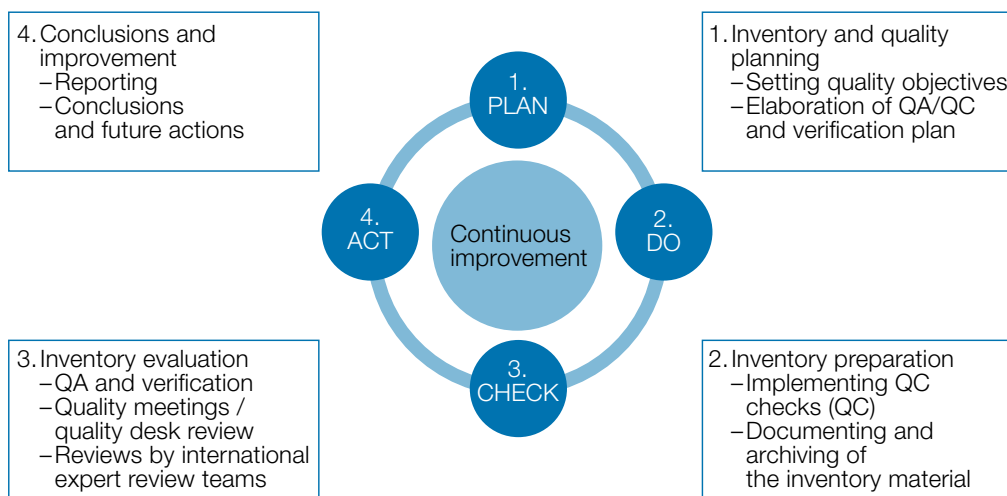 4. Conclusions and
improvement
–Reporting
–Conclusions
and future actions
1. Inventory and quality
planning
–Setting quality objectives
–Elaboration of QA/QC
and verification plan
1.
PLAN
4.
ACT
Continuous
improvement
2.
DO
3.
CHECK
3. Inventory evaluation
–QA and verification
–Quality meetings /
quality desk review
–Reviews by international
expert review teams
2. Inventory preparation
–Implementing QC
checks (QC)
–Documenting and
archiving of
the inventory material